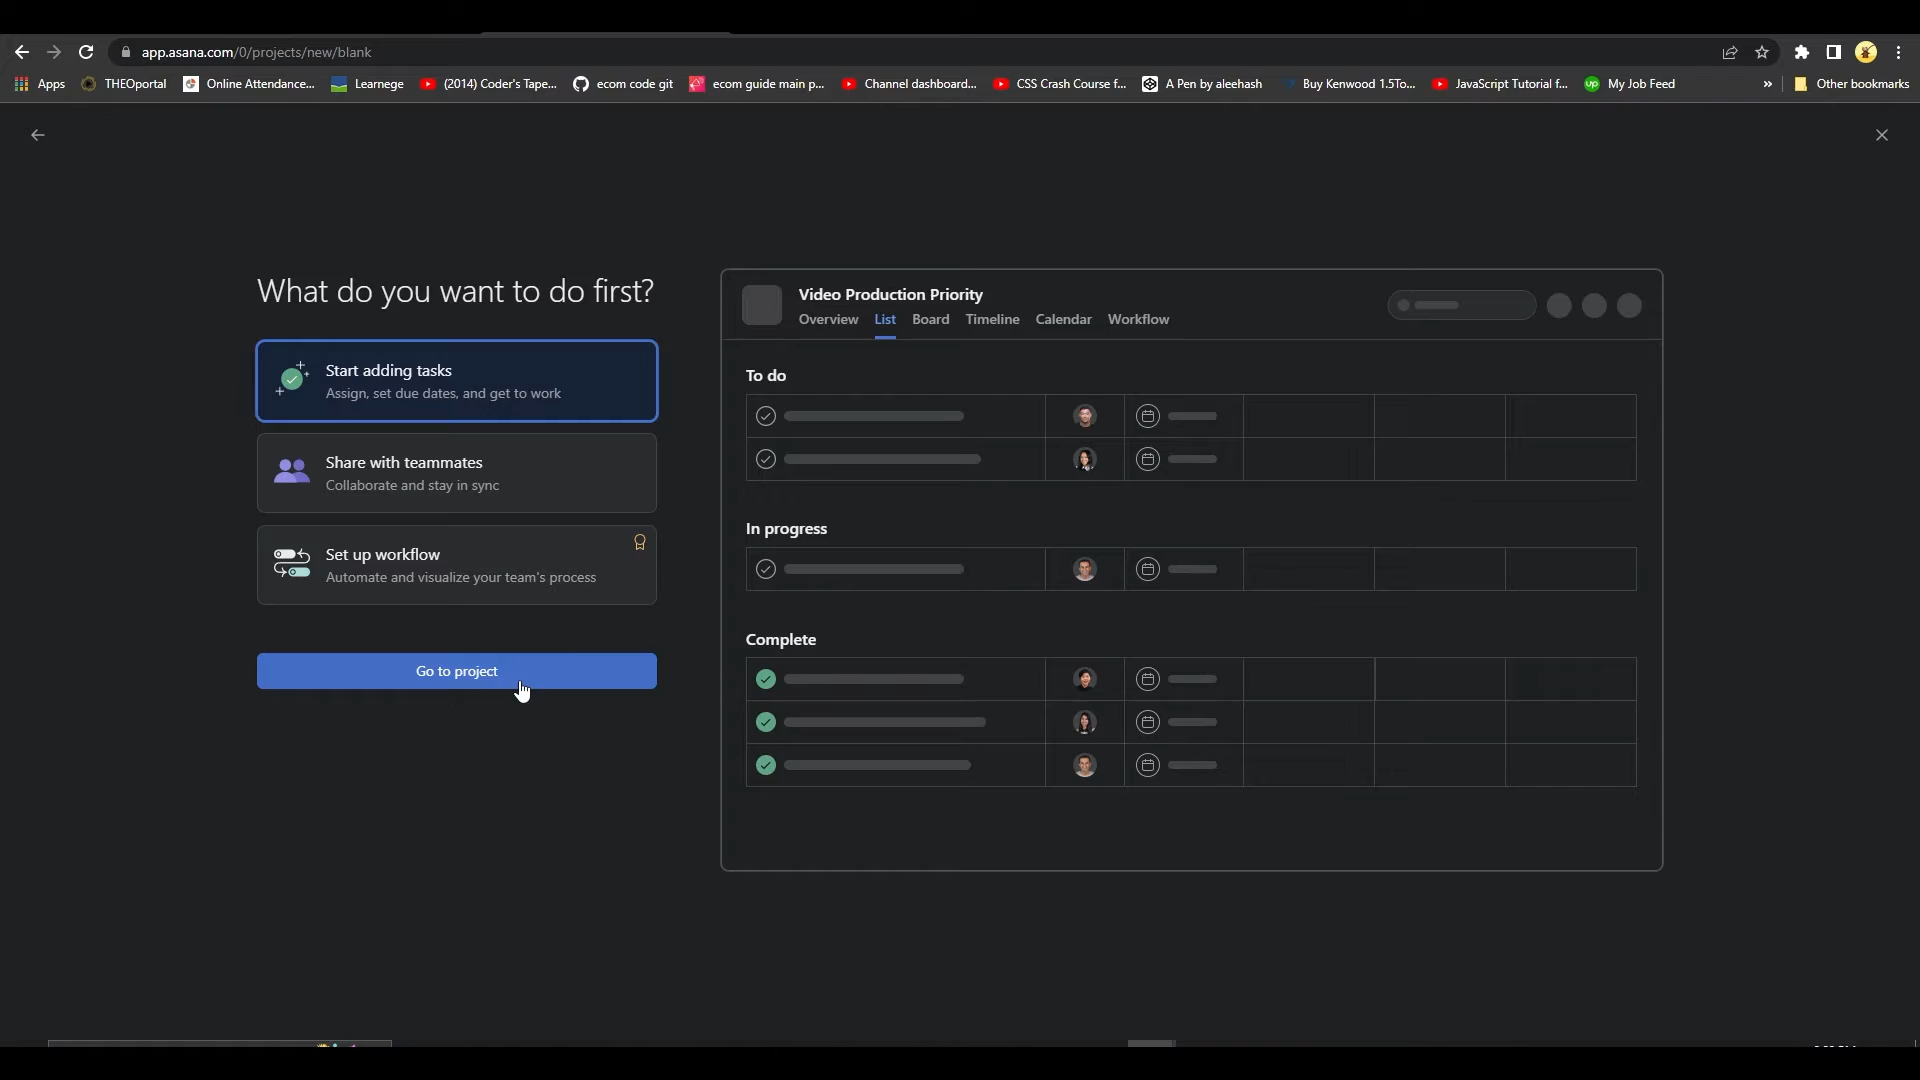 app.asana.com/0/projects/new/blank
Apps THEOportal Online Attendance... Learnege (2014) Coder's Tape... ecom code git ecom guide main p... Channel dashboard... CSS Crash Course f... A Pen by aleehash Buy Kenwood 1.5To... JavaScript Tutorial f... up My Job Feed » Other bookmarks
What do you want to do first?
Start adding tasks
Assign, set due dates, and get to work
Share with teammates
Collaborate and stay in sync
Set up workflow
Automate and visualize your team's process
Go to project
Video Production Priority
Overview List Board Timeline Calendar Workflow
To do
In progress
Complete